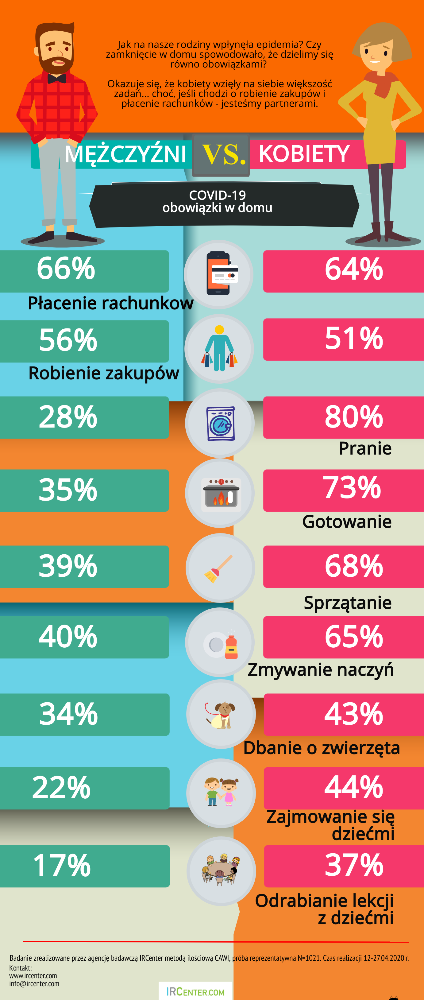 Jak na nasze rodziny wpłynęła epidemia? Czy
zamknięcie w domu spowodowało, że dzielimy się
równo obowiązkami?
Okazuje się, że kobiety wzięły na siebie większość
zadań... choć, jeśli chodzi o robienie zakupów i
płacenie rachunków - jesteśmy partnerami.
MĘŻCZYŹNI VS. KOBIETY
COVID-19
obowiązki w domu
66% 64%
Płacenie rachunkow
56% 51%
Robienie zakupów
28% 80%
Pranie
35% 73%
Gotowanie
39% 68%
Sprzątanie
40% 65%
Zmywanie naczyń
34% 43%
Dbanie o zwierzęta
22% 44%
Zajmowanie się
dziećmi
17% 37%
Odrabianie lekcji
z dziećmi
Badanie zrealizowane przez agencję badawczą IRCenter metodą ilościową CAWI, próba reprezentatywna N=1021. Czas realizacji 12-27.04.2020 r.
Kontakt:
www.ircenter.com
info@ircenter.com
IRCENTER.COM